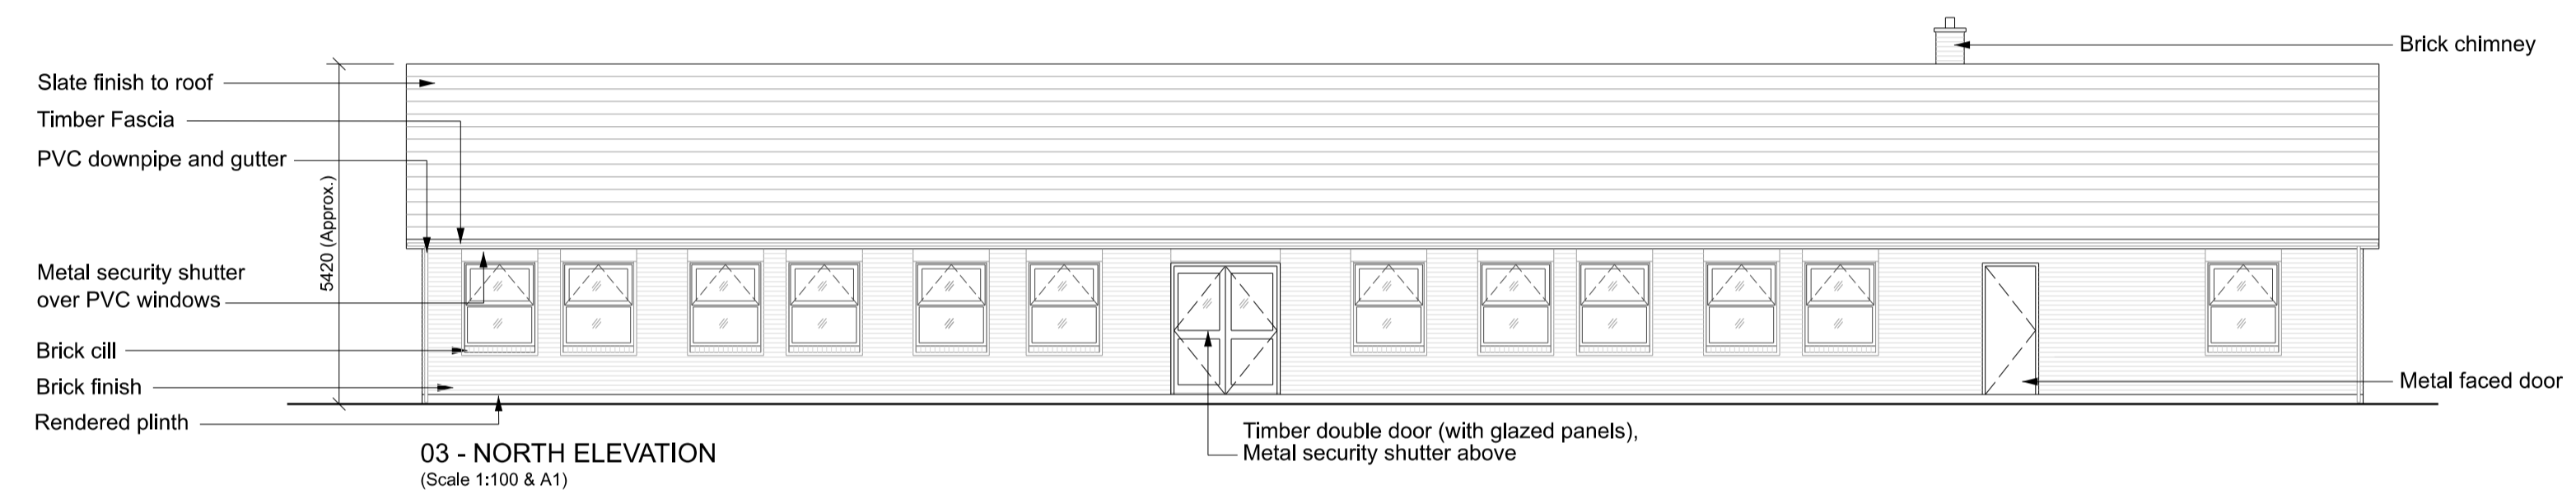 Slate finish to roof
Timber Fascia
PVC downpipe and gutter
5420 (Approx.)
Metal security shutter
over PVC windows
Brick cill
Brick finish
Rendered plinth
Brick chimney
Metal faced door
Timber double door (with glazed panels),
Metal security shutter above
03 - NORTH ELEVATION
(Scale 1:100 & A1)